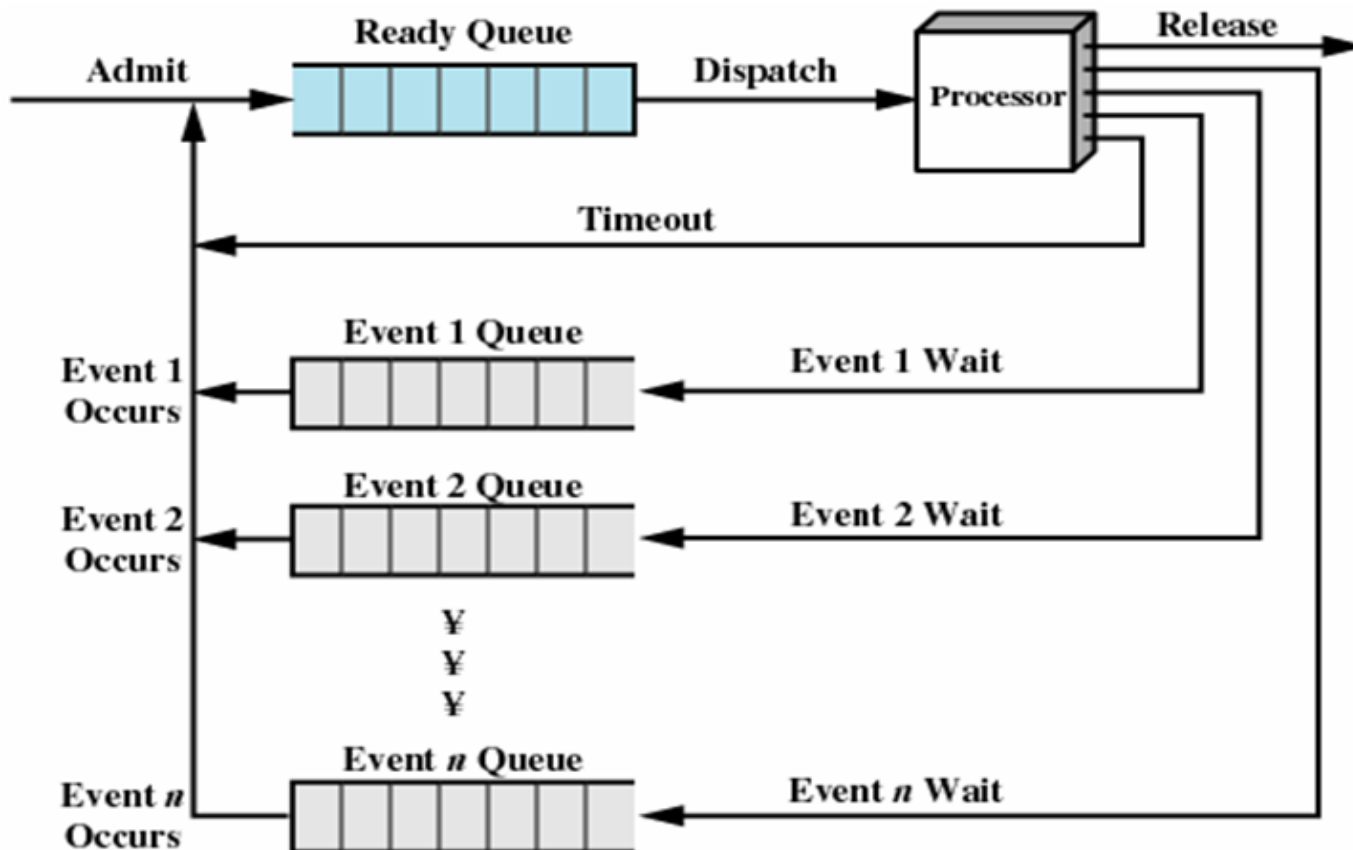 Ready Queue
Release
Admit
Dispatch
Processor
Timeout
Event 1 Queue
Event 1
Occurs
Event 1 Wait
Event 2 Queue
Event 2
Occurs
Event 2 Wait
¥
¥
¥
Event n Queue
Event n
Occurs
Event n Wait